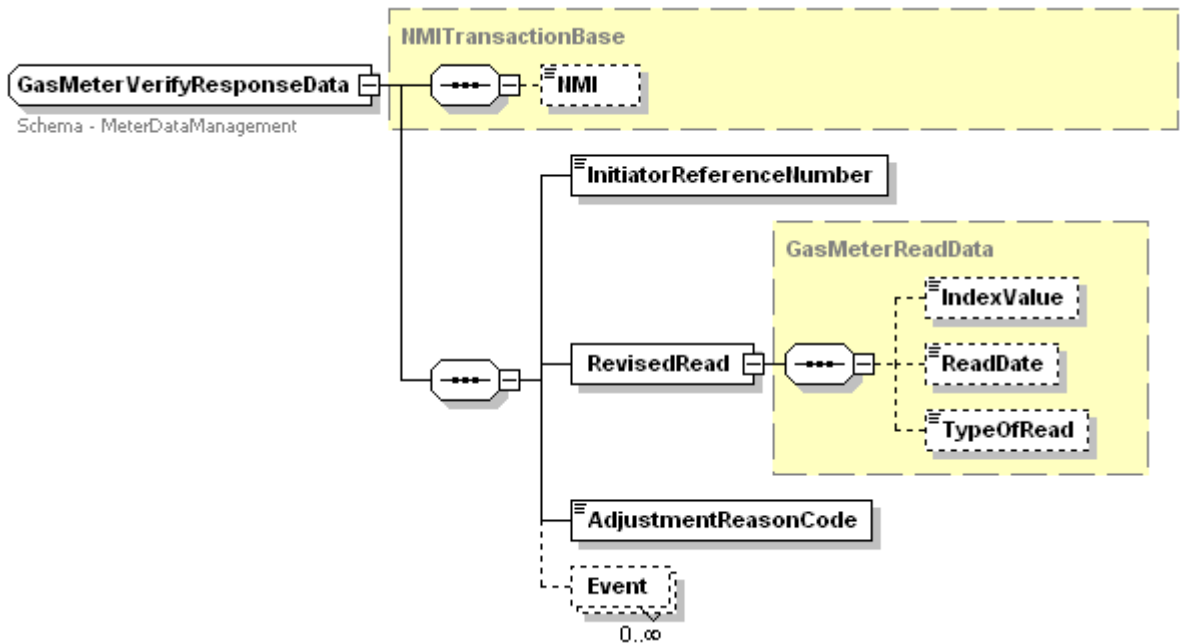 NMITransactionBase
GasMeterVerifyResponseData
NMI
Schema - MeterDataManagement
InitiatorReferenceNumber
GasMeterReadData
IndexValue
RevisedRead
ReadDate
TypeOfRead
AdjustmentReasonCode
Event
0..∞